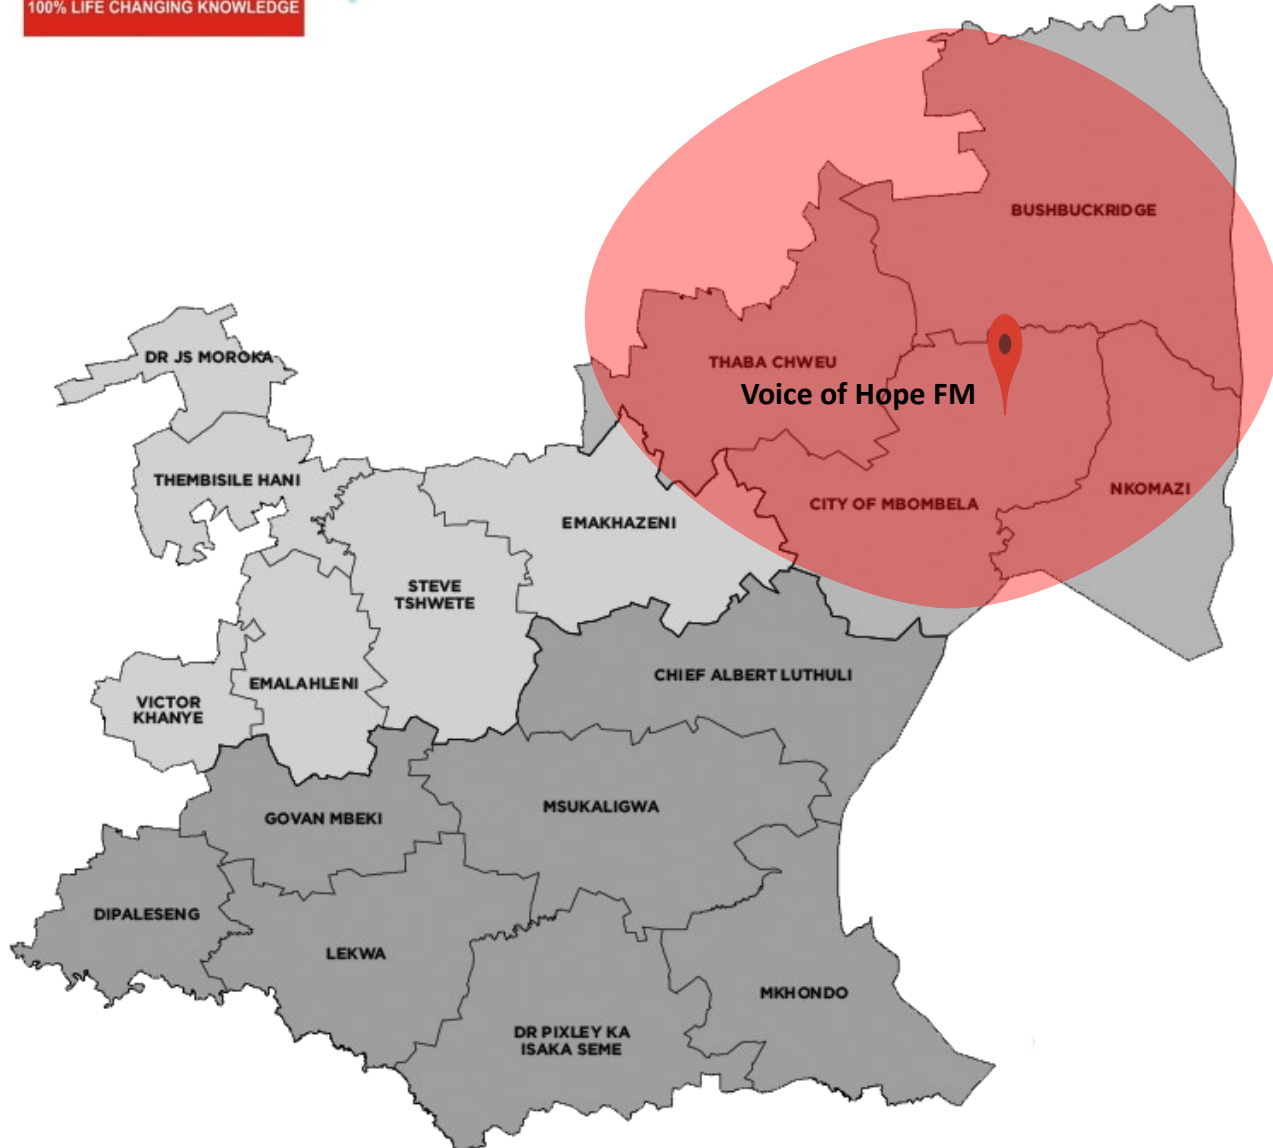 100% LIFE CHANGING KNOWLEDGE
BUSHBUCKRIDGE
DR JS MOROKA
THABA CHWEU
Voice of Hope FM
THEMBISILE HANI
NKOMAZI
CITY OF MBOMBELA
EMAKHAZENI
STEVE
TSHWETE
CHIEF ALBERT LUTHULI
EMALAHLENI
VICTOR
KHANYE
MSUKALIGWA
GOVAN MBEKI
DIPALESENG
LEKWA
MKHONDO
DR PIXLEY KA
ISAKA SEME